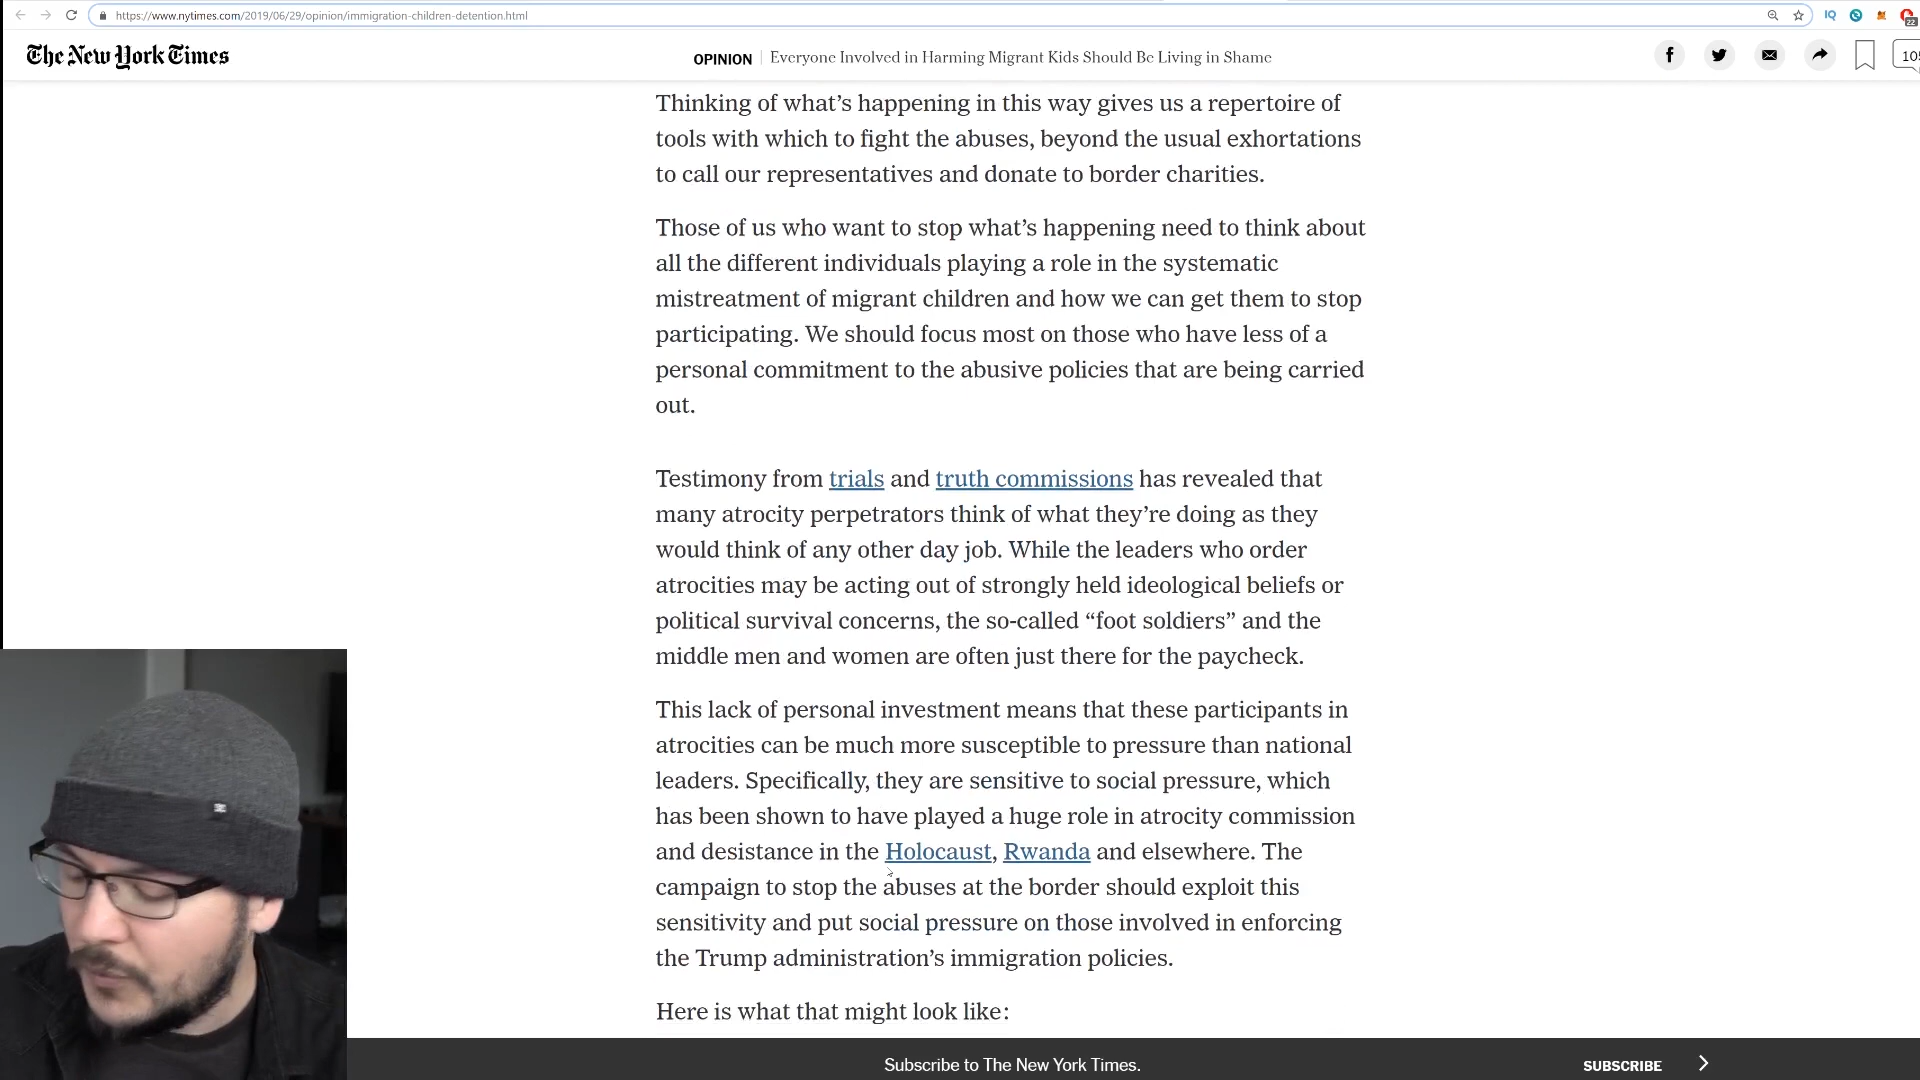 https://www.nytimes.com/2019/06/29/opinion/immigration-children-detention.html
22
The New York Times
OPINION
Everyone Involved in Harming Migrant Kids Should Be Living in Shame
Thinking of what’s happening in this way gives us a repertoire of
tools with which to fight the abuses, beyond the usual exhortations
to call our representatives and donate to border charities.
Those of us who want to stop what’s happening need to think about
all the different individuals playing a role in the systematic
mistreatment of migrant children and how we can get them to stop
participating. We should focus most on those who have less of a
personal commitment to the abusive policies that are being carried
out.
Testimony from trials and truth commissions has revealed that
many atrocity perpetrators think of what they’re doing as they
would think of any other day job. While the leaders who order
atrocities may be acting out of strongly held ideological beliefs or
political survival concerns, the so-called “foot soldiers” and the
middle men and women are often just there for the paycheck.
This lack of personal investment means that these participants in
atrocities can be much more susceptible to pressure than national
leaders. Specifically, they are sensitive to social pressure, which
has been shown to have played a huge role in atrocity commission
and desistance in the Holocaust, Rwanda and elsewhere. The
campaign to stop the abuses at the border should exploit this
sensitivity and put social pressure on those involved in enforcing
the Trump administration’s immigration policies.
Here is what that might look like:
Subscribe to The New York Times.
SUBSCRIBE